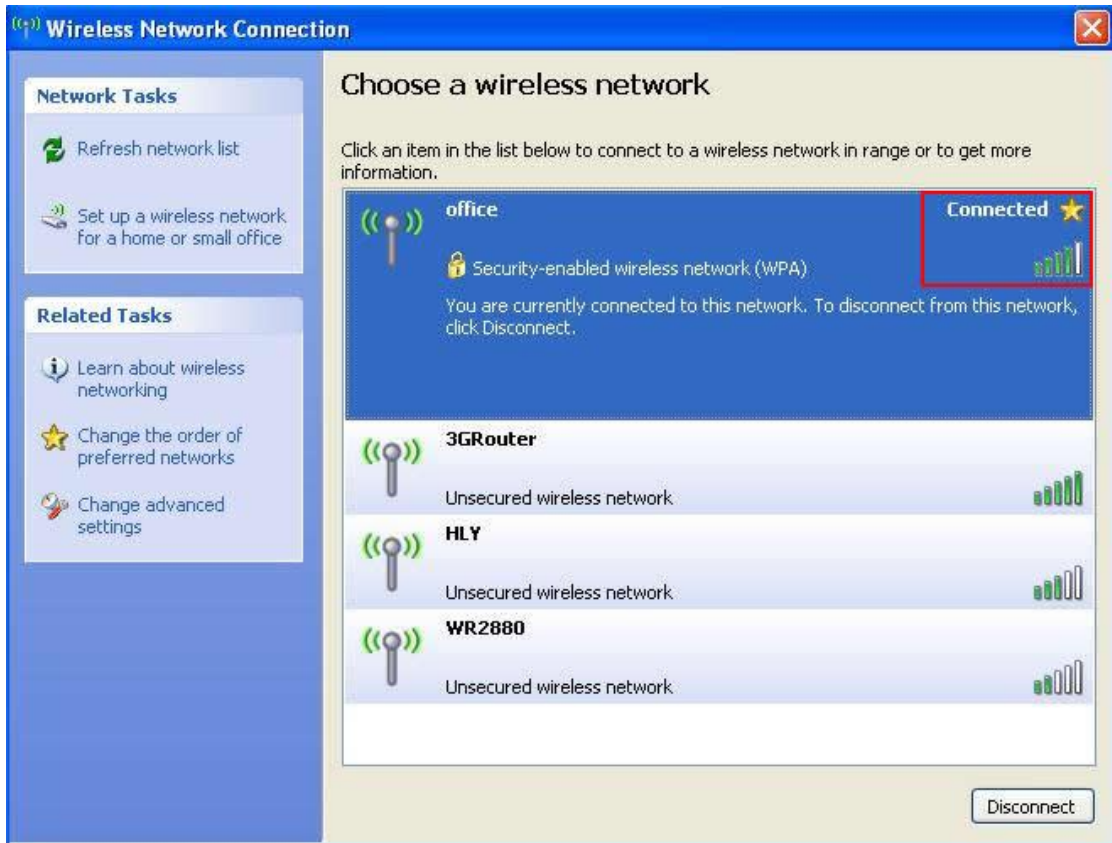 Wireless Network Connection
Network Tasks
Refresh network list
Set up a wireless network
for a home or small office
Related Tasks
Learn about wireless
networking
Change the order of
preferred networks
Change advanced
settings
Choose a wireless network
Click an item in the list below to connect to a wireless network in range or to get more
information.
office
Connected
Security-enabled wireless network (WPA)
You are currently connected to this network. To disconnect from this network,
click Disconnect.
3GRouter
Unsecured wireless network
HLY
Unsecured wireless network
WR2880
Unsecured wireless network
Disconnect